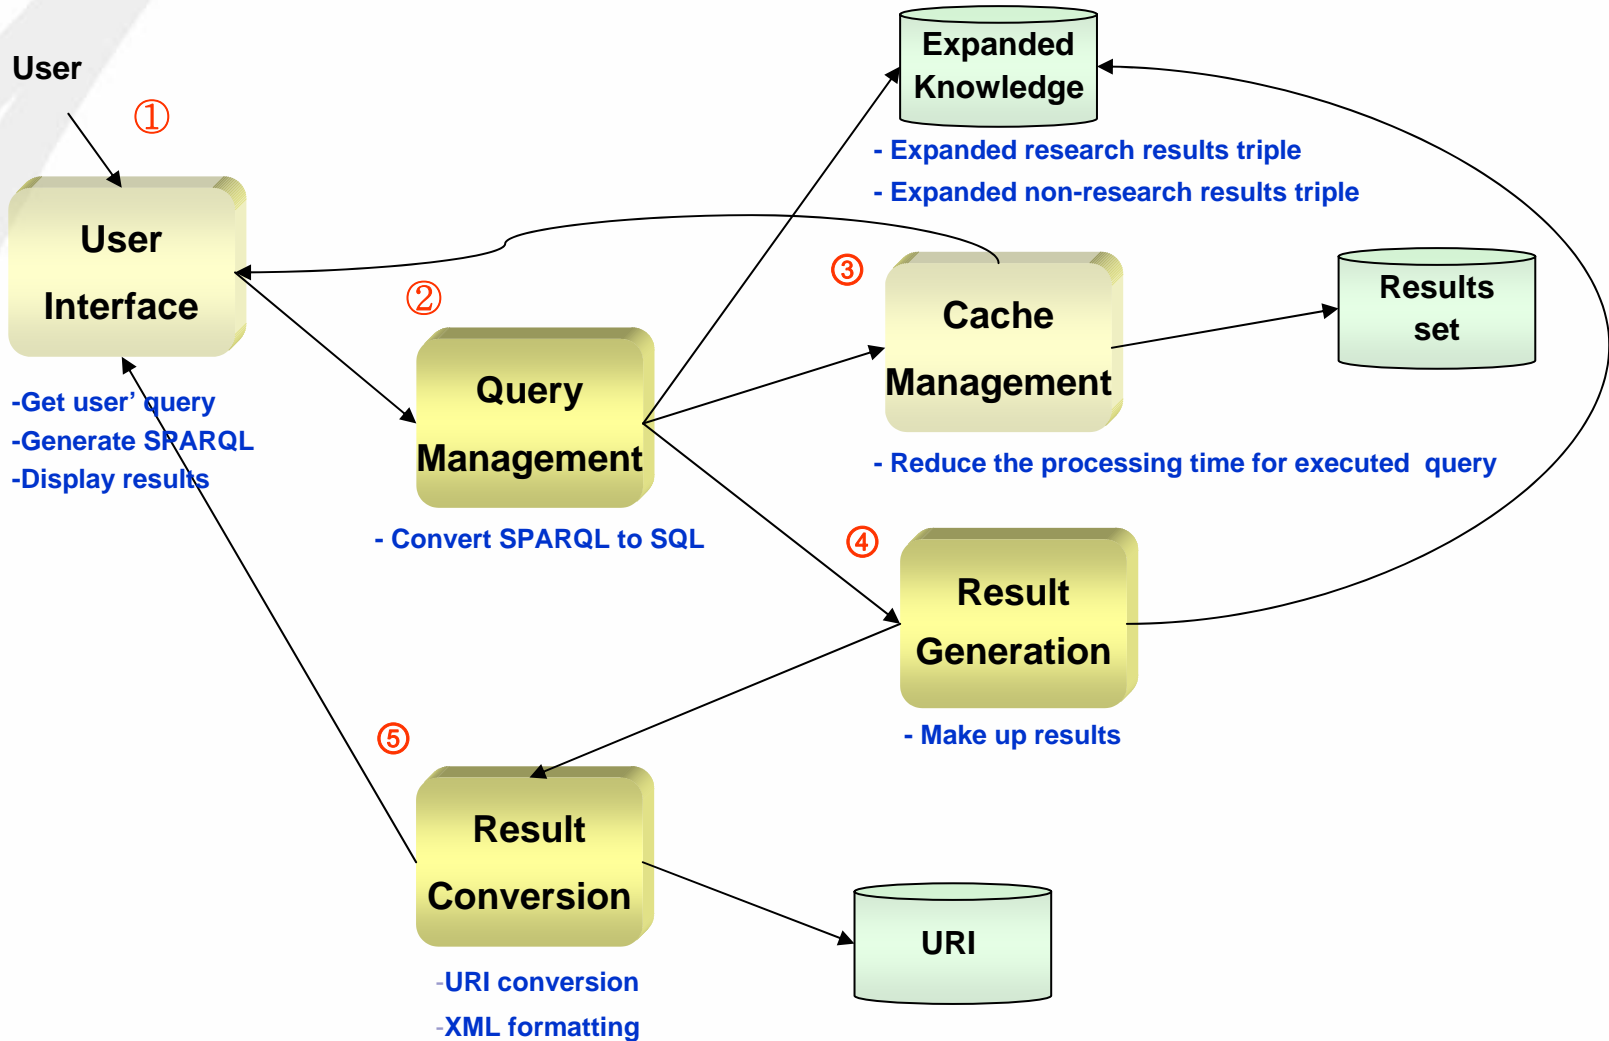 User
①
User
Interface
-Get user’ query
-Generate SPARQL
-Display results
②
Query
Management
- Convert SPARQL to SQL
Expanded
Knowledge
- Expanded research results triple
- Expanded non-research results triple
③
Cache
Management
- Reduce the processing time for executed query
Results
set
④
Result
Generation
- Make up results
⑤
Result
Conversion
-URI conversion
-XML formatting
URI